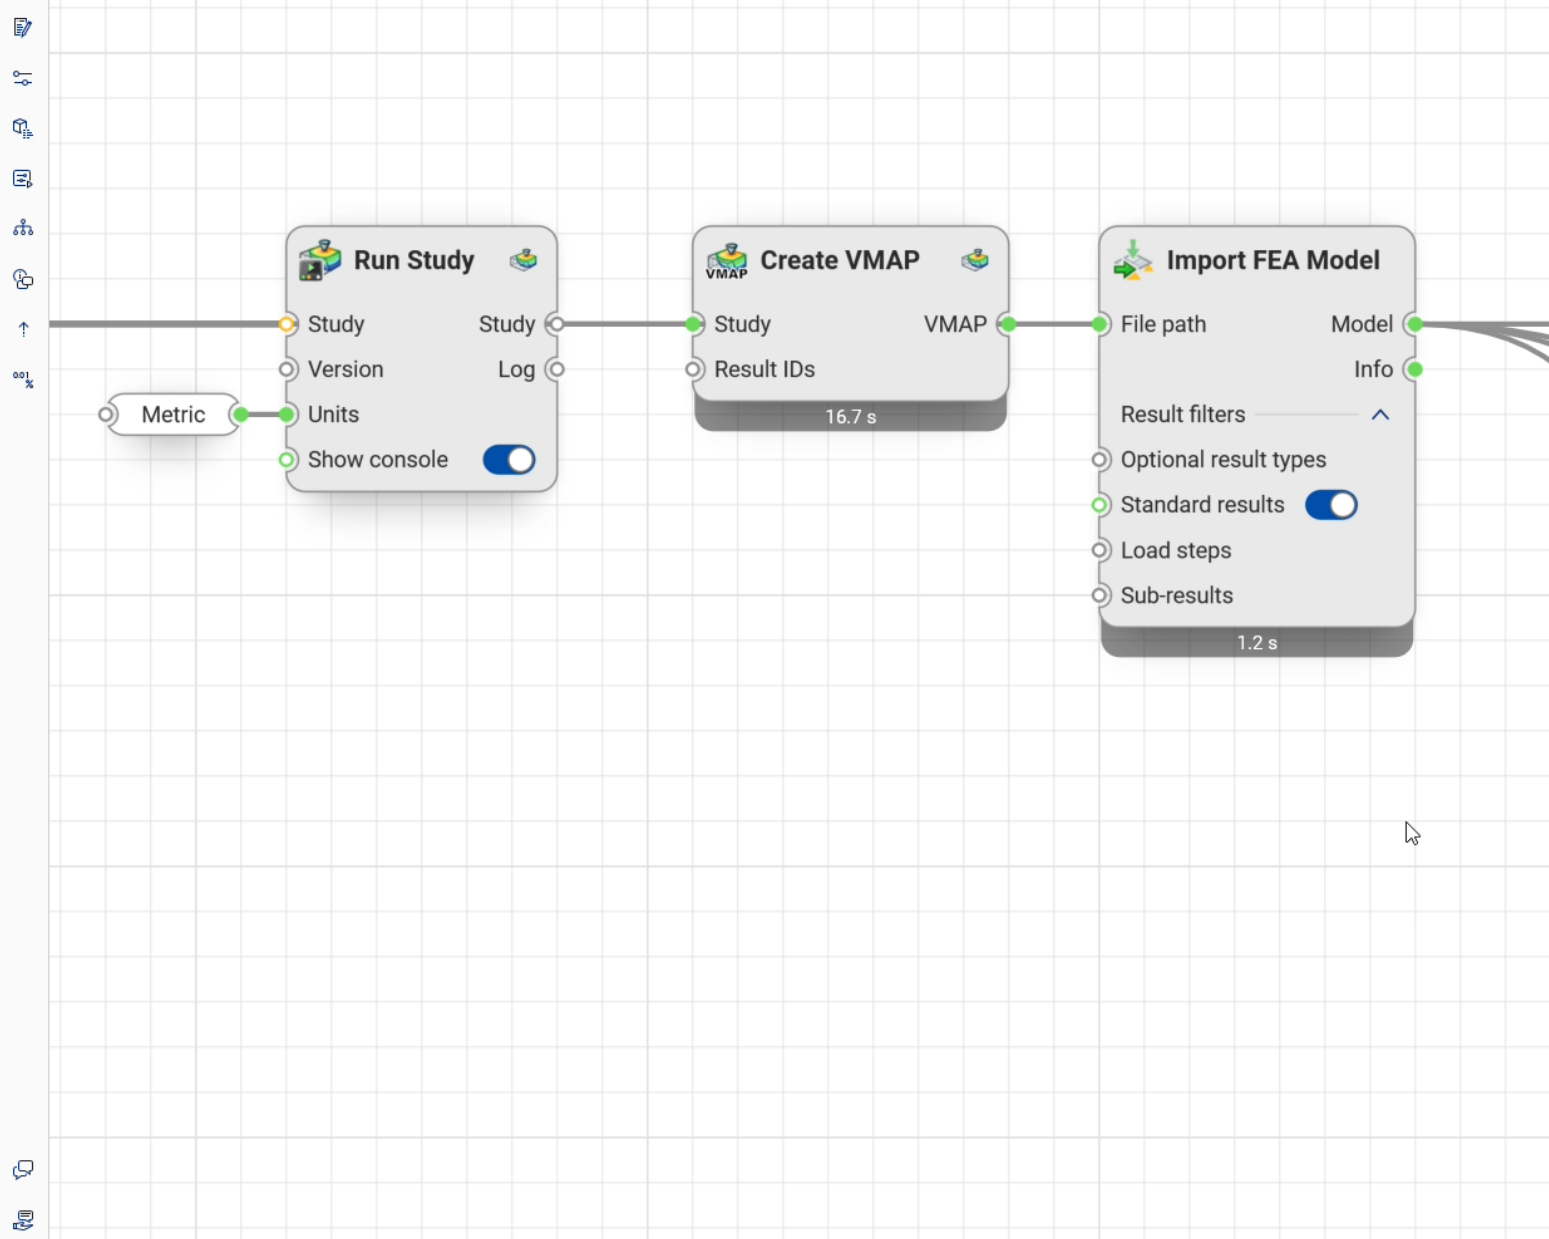 Run Study
Study Study
Version Log
Metric
Units
Show console
VMAP
Create VMAP
Study VMAP
Result IDs
16.7 s
Import FEA Model
File path Model
Info
Result filters
Optional result types
Standard results
Load steps
Sub-results
1.2 s
0.01
%